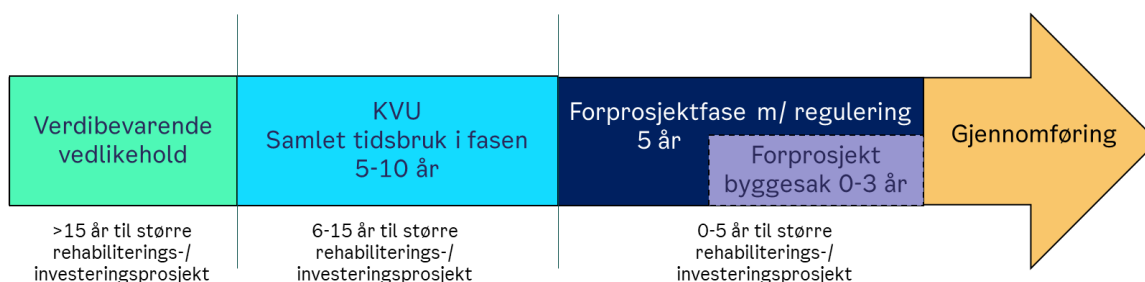 Verdibevarende
vedlikehold
KVU
Samlet tidsbruk i fasen
5-10 år
Forprosjektfase m/ regulering
5 år
Forprosjekt
byggesak 0-3 år
Gjennomføring
>15 år til større
rehabiliterings-/
investeringsprosjekt
6-15 år til større
rehabiliterings-/
investeringsprosjekt
0-5 år til større
rehabiliterings-/
investeringsprosjekt